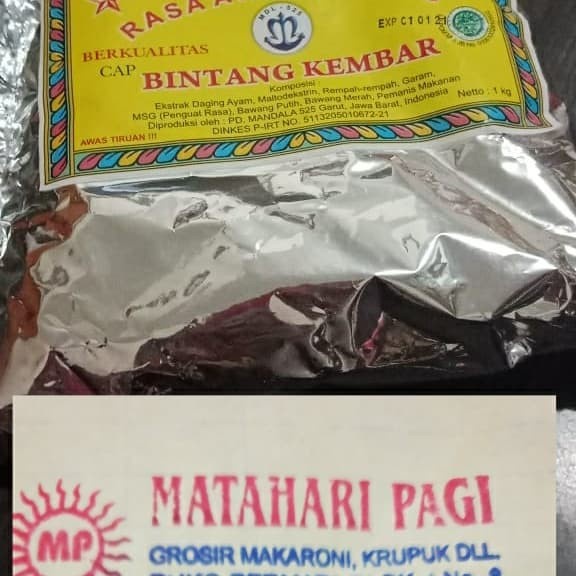 RASA A
MDL-525
EXP C1 01 21
BERKUALITAS
CAP BINTANG KEMBAR
Komposisi :
Ekstrak Daging Ayam, Maltodekstrin, Rempah-rempah, Garam,
MSG (Penguat Rasa), Bawang Putih, Bawang Merah, Pemanis Makanan
Diproduksi oleh : PD. MANDALA 525 Garut, Jawa Barat, Indonesia
Netto : 1 kg
DINKES P-IRT NO. 5113205010672-21
AWAS TIRUAN !!!
MATAHARI PAGI
MP
GROSIR MAKARONI, KRUPUK DLL.